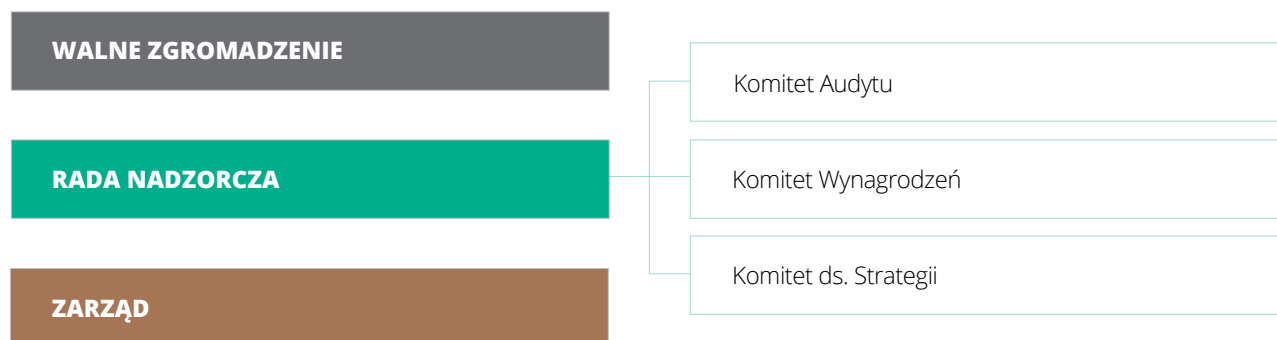 WALNE ZGROMADZENIE
RADA NADZORCZA
ZARZĄD
Komitet Audytu
Komitet Wynagrodzeń
Komitet ds. Strategii